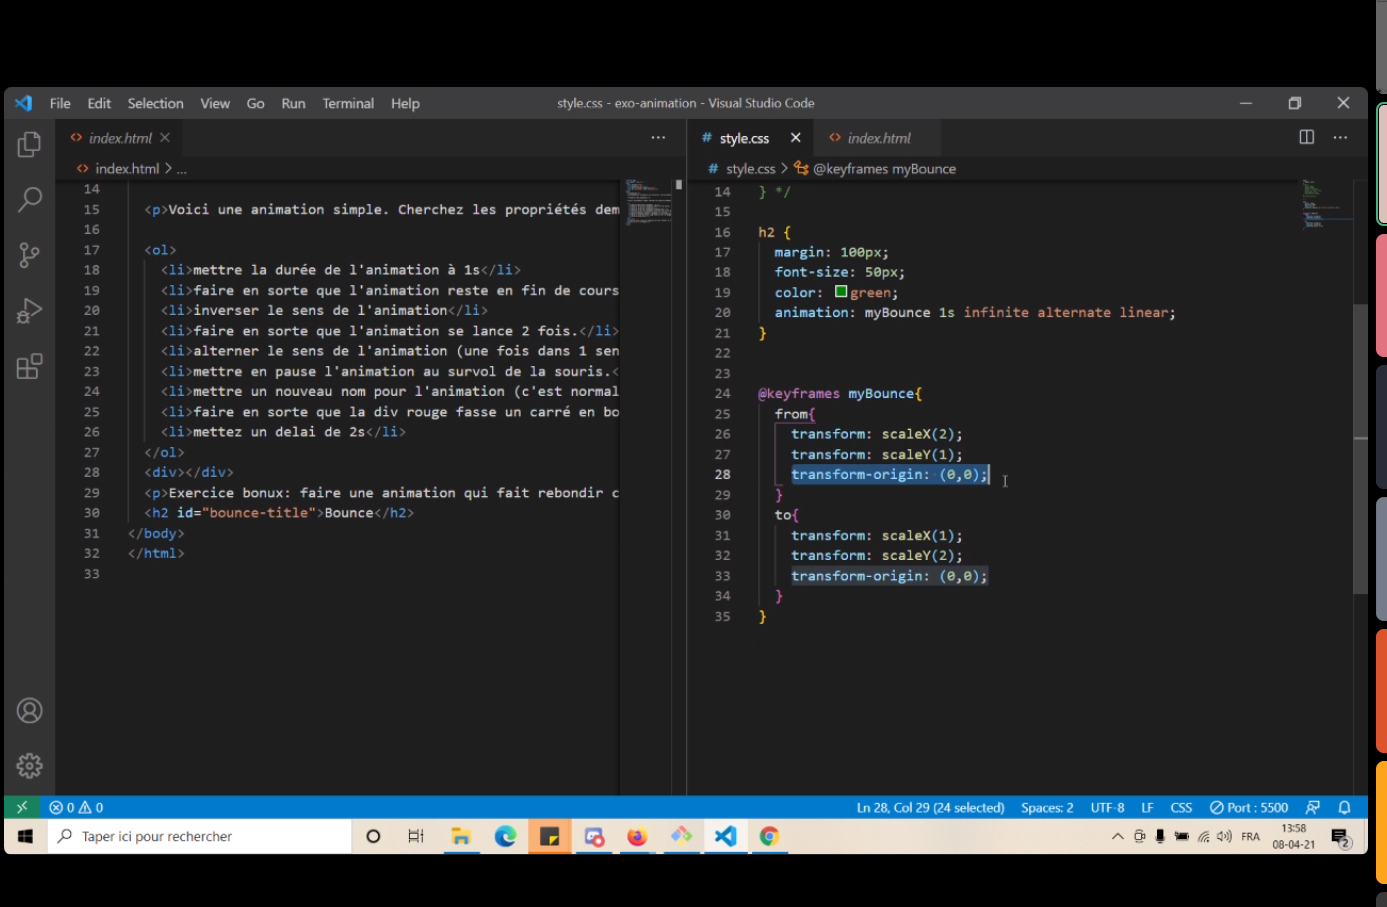 File Edit Selection View Go Run Terminal Help
style.css - exo-animation - Visual Studio Code
index.html
index.html > ...
14
15 <p>Voici une animation simple. Cherchez les propriétés dem
16
17 <ol>
18 <li>mettre la durée de l'animation à 1s</li>
19 <li>faire en sorte que l'animation reste en fin de cours
20 <li>inverser le sens de l'animation</li>
21 <li>faire en sorte que l'animation se lance 2 fois.</li>
22 <li>alterner le sens de l'animation (une fois dans 1 sen
23 <li>mettre en pause l'animation au survol de la souris.<
24 <li>mettre un nouveau nom pour l'animation (c'est normal
25 <li>faire en sorte que la div rouge fasse un carré en bo
26 <li>mettez un delai de 2s</li>
27 </ol>
28 <div></div>
29 <p>Exercice bonux: faire une animation qui fait rebondir c
30 <h2 id="bounce-title">Bounce</h2>
31 </body>
32 </html>
33
# style.css index.html
# style.css > @keyframes myBounce
14 } */
15
16 h2 {
17 margin: 100px;
18 font-size: 50px;
19 color: green;
20 animation: myBounce 1s infinite alternate linear;
21 }
22
23
24 @keyframes myBounce{
25 from{
26 transform: scaleX(2);
27 transform: scaleY(1);
28 transform-origin: (0,0);
29 }
30 to{
31 transform: scaleX(1);
32 transform: scaleY(2);
33 transform-origin: (0,0);
34 }
35 }
0 0
Ln 28, Col 29 (24 selected) Spaces: 2 UTF-8 LF CSS Port : 5500
Taper ici pour rechercher
FRA
13:58
08-04-21
2